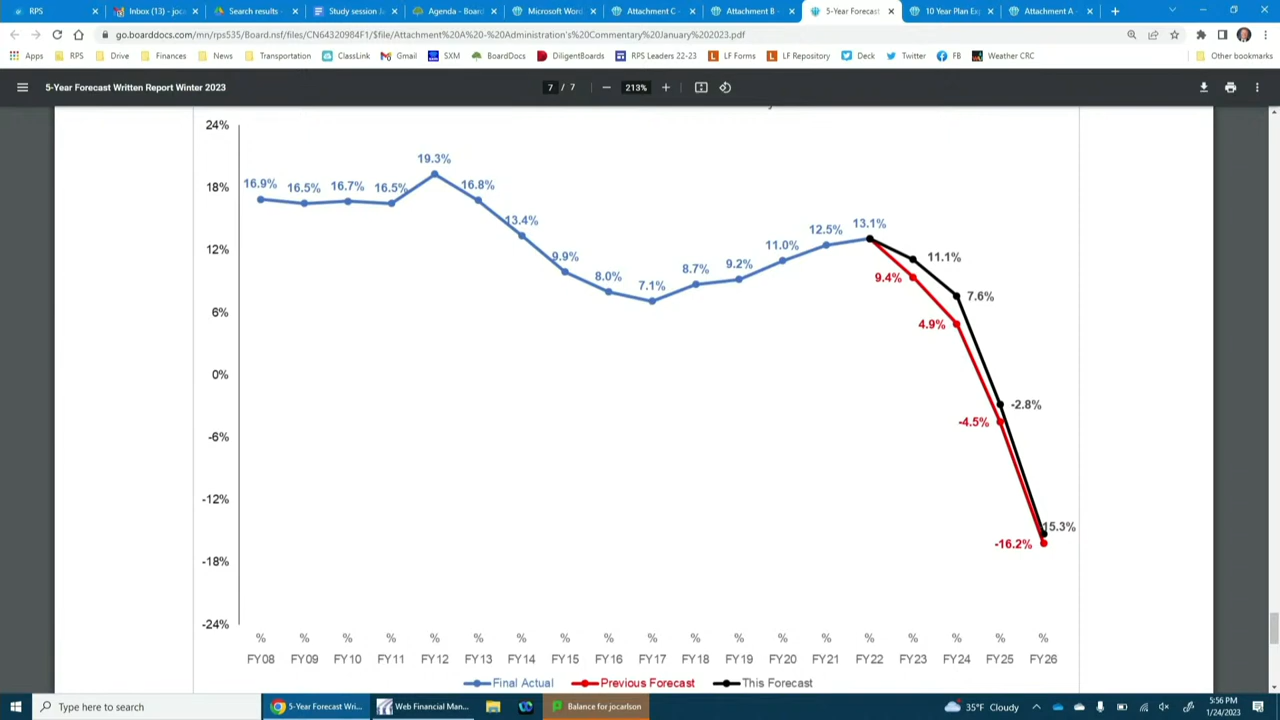 RPS
Inbox (13) - joca
Search results -
Study session J
Agenda - Board
Microsoft Word
Attachment C -
Attachment B -
5-Year Forecast
10 Year Plan Ex
Attachment A -
go.boarddocs.com/mn/rps535/Board.nsf/files/CN64320984F1/$file/Attachment%20A%20-%20Administration's%20Commentary%20January%202023.pdf
Apps RPS Drive Finances News Transportation ClassLink Gmail SXM BoardDocs DiligentBoards RPS Leaders 22-23 LF Forms LF Repository Deck Twitter FB Weather CRC Other bookmarks
5-Year Forecast Written Report Winter 2023 7 / 7 213%
24%
18%
12%
6%
0%
-6%
-12%
-18%
-24%
16.9% 16.5% 16.7% 16.5% 19.3% 16.8% 13.4% 9.9% 8.0% 7.1% 8.7% 9.2% 11.0% 12.5% 13.1%
11.1%
9.4%
7.6%
4.9%
-2.8%
-4.5%
15.3%
-16.2%
% % % % % % % % % % % % % % % % % % %
FY08 FY09 FY10 FY11 FY12 FY13 FY14 FY15 FY16 FY17 FY18 FY19 FY20 FY21 FY22 FY23 FY24 FY25 FY26
Final Actual Previous Forecast This Forecast
Type here to search
5-Year Forecast Wri...
Web Financial Man...
Balance for jocarlson
35°F Cloudy
5:56 PM
1/24/2023